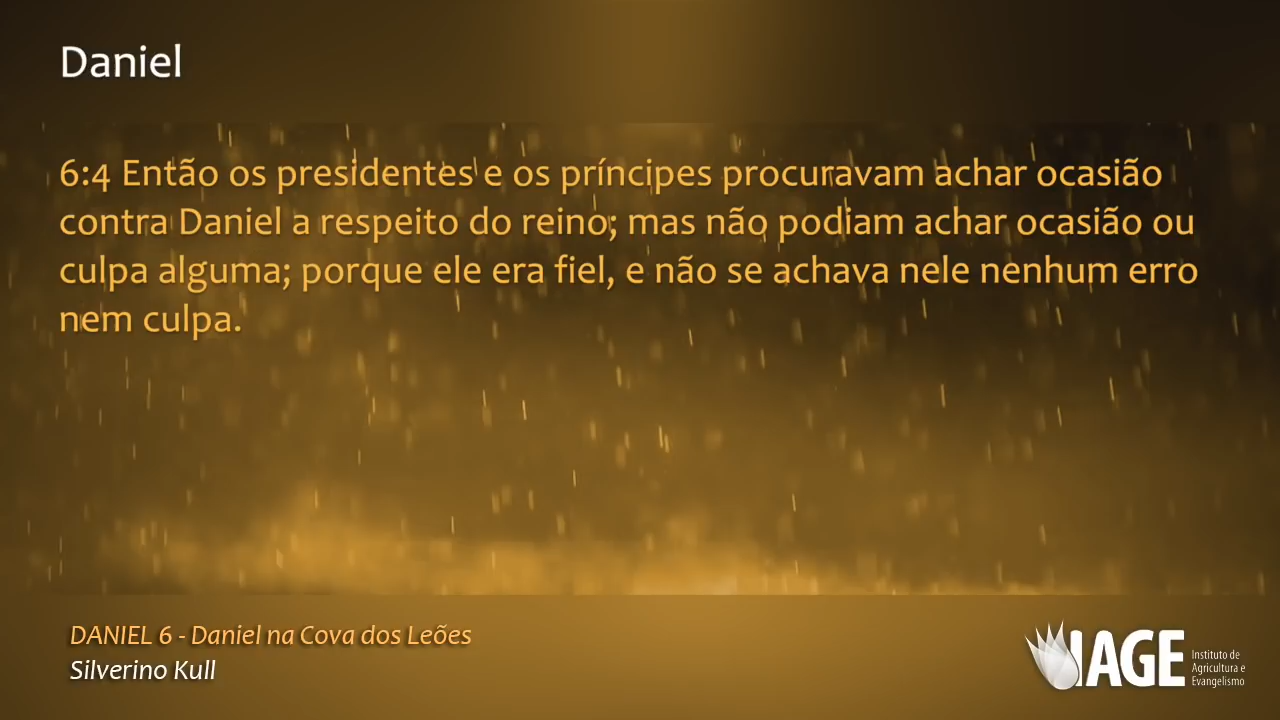 Daniel
6:4 Então os presidentes e os príncipes procuravam achar ocasião
contra Daniel a respeito do reino; mas não podiam achar ocasião ou
culpa alguma; porque ele era fiel, e não se achava nele nenhum erro
nem culpa.
DANIEL 6 - Daniel na Cova dos Leões
Silverino Kull
IAGE
Instituto de
Agricultura e
Evangelismo